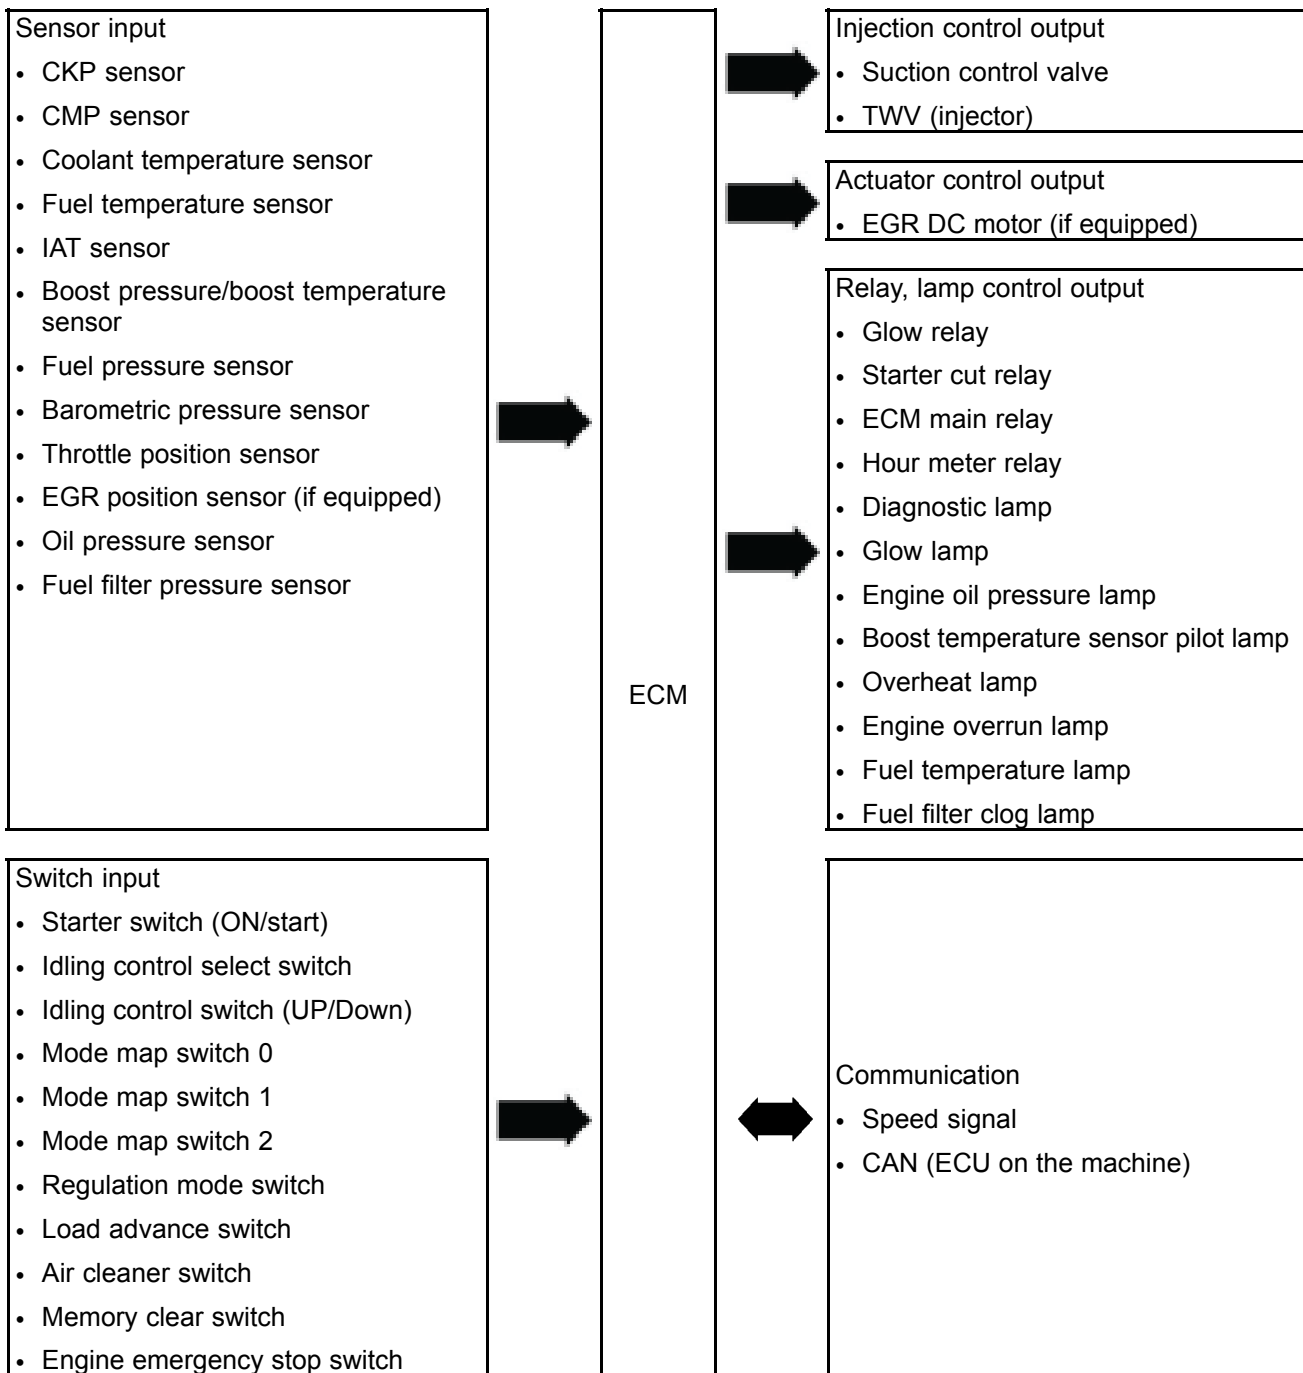 Sensor input
• CKP sensor
• CMP sensor
• Coolant temperature sensor
• Fuel temperature sensor
• IAT sensor
• Boost pressure/boost temperature
sensor
• Fuel pressure sensor
• Barometric pressure sensor
• Throttle position sensor
• EGR position sensor (if equipped)
• Oil pressure sensor
• Fuel filter pressure sensor
Switch input
• Starter switch (ON/start)
• Idling control select switch
• Idling control switch (UP/Down)
• Mode map switch 0
• Mode map switch 1
• Mode map switch 2
• Regulation mode switch
• Load advance switch
• Air cleaner switch
• Memory clear switch
• Engine emergency stop switch
ECM
Injection control output
• Suction control valve
• TWV (injector)
Actuator control output
• EGR DC motor (if equipped)
Relay, lamp control output
• Glow relay
• Starter cut relay
• ECM main relay
• Hour meter relay
• Diagnostic lamp
• Glow lamp
• Engine oil pressure lamp
• Boost temperature sensor pilot lamp
• Overheat lamp
• Engine overrun lamp
• Fuel temperature lamp
• Fuel filter clog lamp
Communication
• Speed signal
• CAN (ECU on the machine)